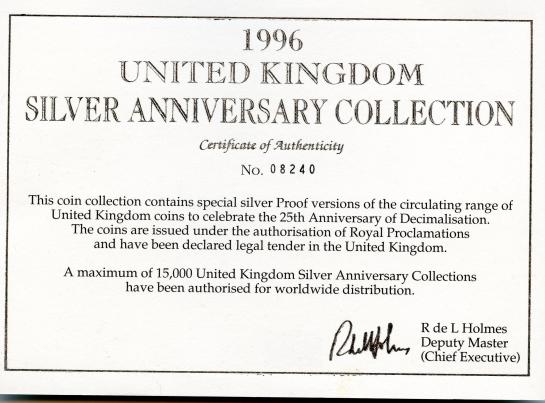 1996
UNITED KINGDOM
SILVER ANNIVERSARY COLLECTION
Certificate of Authenticity
No. 08240
This coin collection contains special silver Proof versions of the circulating range of
United Kingdom coins to celebrate the 25th Anniversary of Decimalisation.
The coins are issued under the authorisation of Royal Proclamations
and have been declared legal tender in the United Kingdom.
A maximum of 15,000 United Kingdom Silver Anniversary Collections
have been authorised for worldwide distribution.
R de L Holmes
Deputy Master
(Chief Executive)